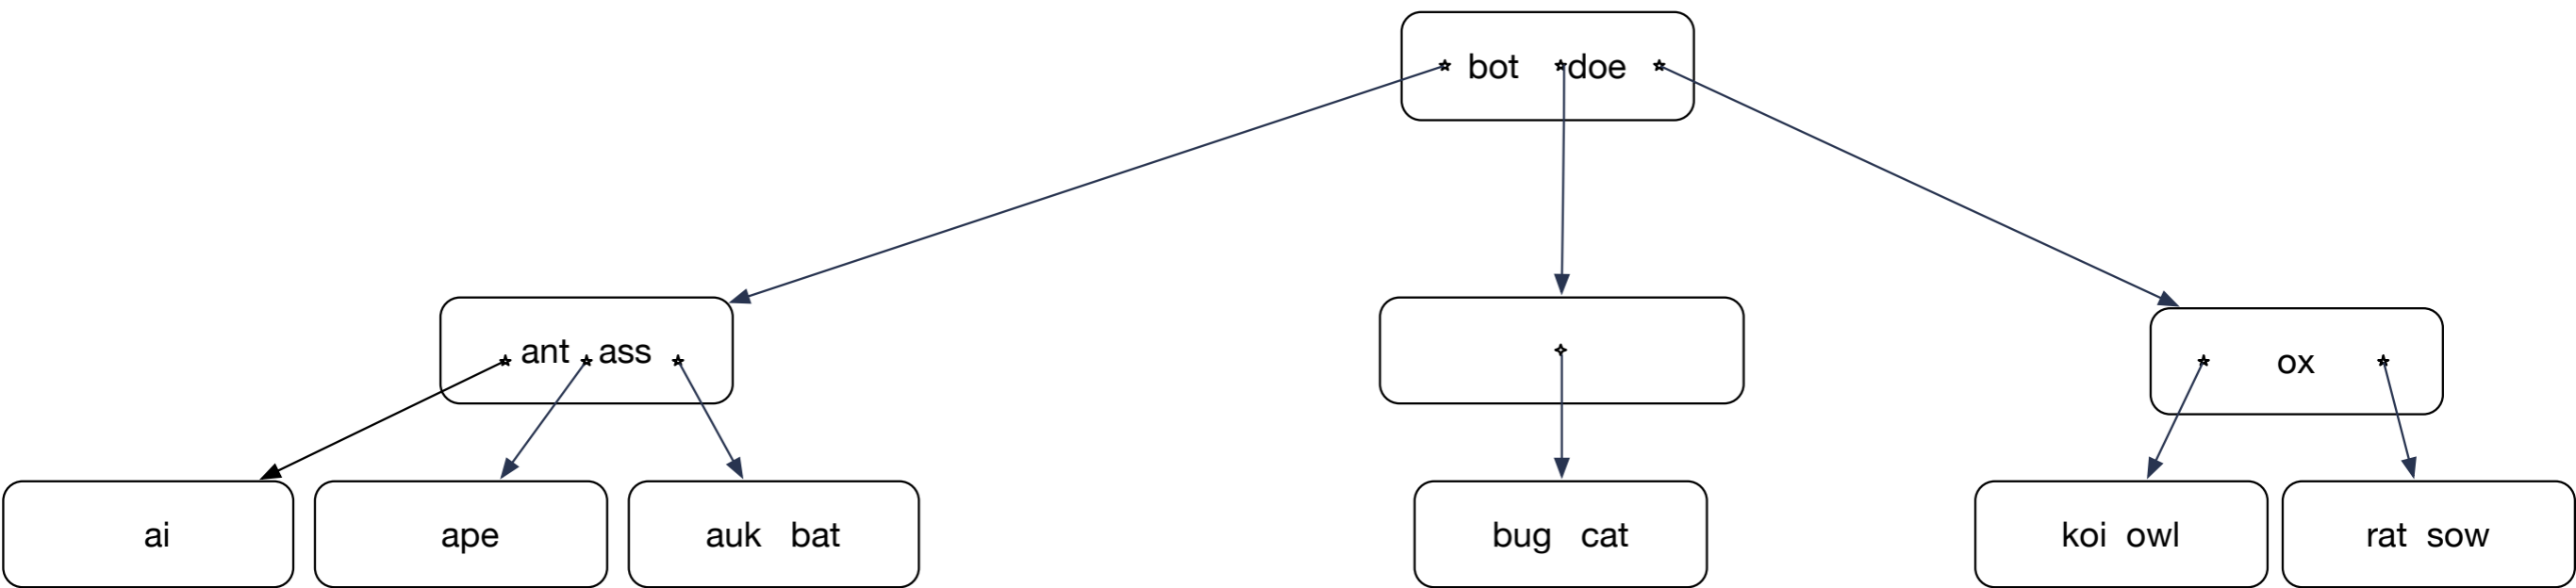 bot doe
ant ass
ox
ai
ape
auk bat
bug cat
koi owl
rat sow